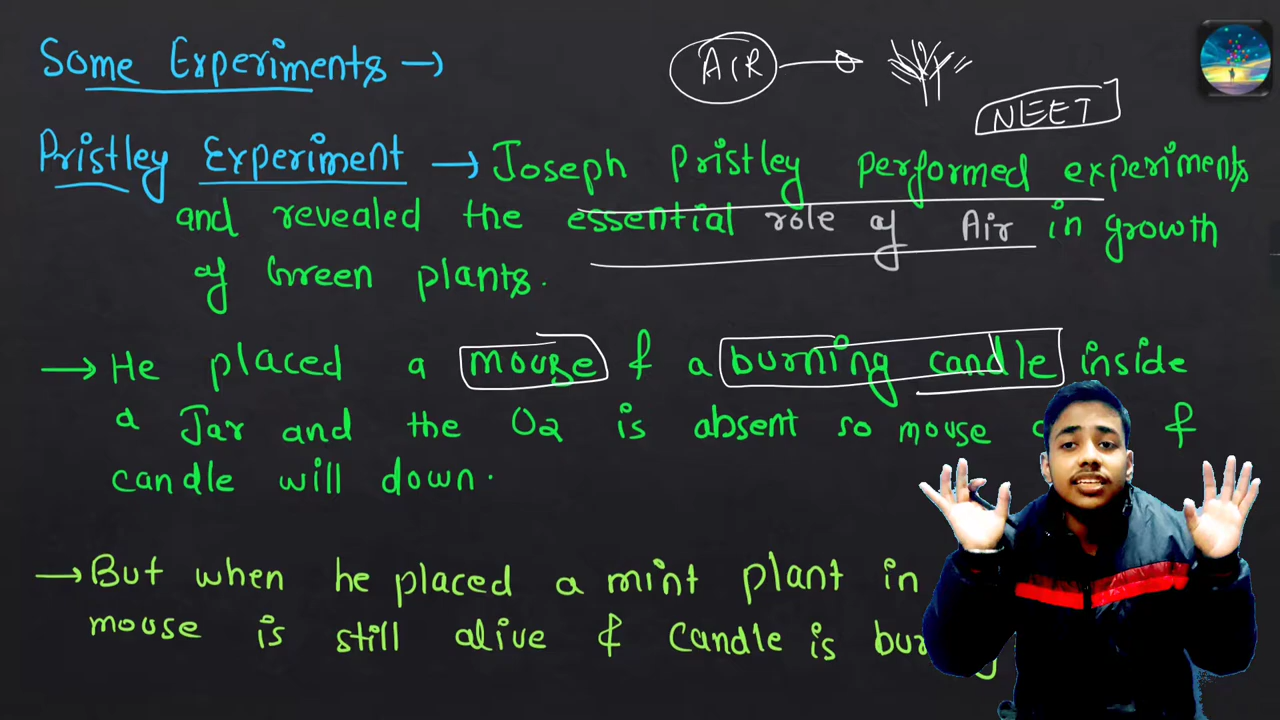 Some Experiments →
AIR →
NEET
Pristley Experiment → Joseph Pristley performed experiments
and revealed the essential role of Air in growth
of Green plants.
→ He placed a mouse & a burning candle inside
a Jar and the O2 is absent so mouse &
candle will down.
→ But when he placed a mint plant in
mouse is still alive & candle is